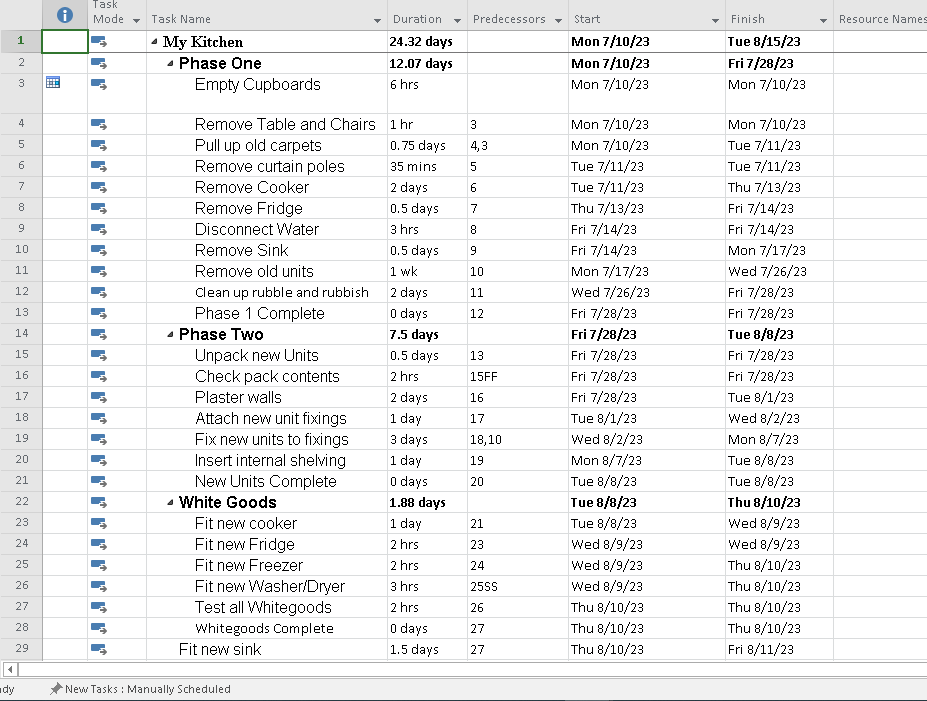 Task Mode Task Name Duration Predecessors Start Finish Resource Names
1 My Kitchen 24.32 days Mon 7/10/23 Tue 8/15/23
2 Phase One 12.07 days Mon 7/10/23 Fri 7/28/23
3 Empty Cupboards 6 hrs Mon 7/10/23 Mon 7/10/23
4 Remove Table and Chairs 1 hr 3 Mon 7/10/23 Mon 7/10/23
5 Pull up old carpets 0.75 days 4,3 Mon 7/10/23 Tue 7/11/23
6 Remove curtain poles 35 mins 5 Tue 7/11/23 Tue 7/11/23
7 Remove Cooker 2 days 6 Tue 7/11/23 Thu 7/13/23
8 Remove Fridge 0.5 days 7 Thu 7/13/23 Fri 7/14/23
9 Disconnect Water 3 hrs 8 Fri 7/14/23 Fri 7/14/23
10 Remove Sink 0.5 days 9 Fri 7/14/23 Mon 7/17/23
11 Remove old units 1 wk 10 Mon 7/17/23 Wed 7/26/23
12 Clean up rubble and rubbish 2 days 11 Wed 7/26/23 Fri 7/28/23
13 Phase 1 Complete 0 days 12 Fri 7/28/23 Fri 7/28/23
14 Phase Two 7.5 days Fri 7/28/23 Tue 8/8/23
15 Unpack new Units 0.5 days 13 Fri 7/28/23 Fri 7/28/23
16 Check pack contents 2 hrs 15FF Fri 7/28/23 Fri 7/28/23
17 Plaster walls 2 days 16 Fri 7/28/23 Tue 8/1/23
18 Attach new unit fixings 1 day 17 Tue 8/1/23 Wed 8/2/23
19 Fix new units to fixings 3 days 18,10 Wed 8/2/23 Mon 8/7/23
20 Insert internal shelving 1 day 19 Mon 8/7/23 Tue 8/8/23
21 New Units Complete 0 days 20 Tue 8/8/23 Tue 8/8/23
22 White Goods 1.88 days Tue 8/8/23 Thu 8/10/23
23 Fit new cooker 1 day 21 Tue 8/8/23 Wed 8/9/23
24 Fit new Fridge 2 hrs 23 Wed 8/9/23 Wed 8/9/23
25 Fit new Freezer 2 hrs 24 Wed 8/9/23 Thu 8/10/23
26 Fit new Washer/Dryer 3 hrs 25SS Wed 8/9/23 Thu 8/10/23
27 Test all Whitegoods 2 hrs 26 Thu 8/10/23 Thu 8/10/23
28 Whitegoods Complete 0 days 27 Thu 8/10/23 Thu 8/10/23
29 Fit new sink 1.5 days 27 Thu 8/10/23 Fri 8/11/23
dy New Tasks : Manually Scheduled